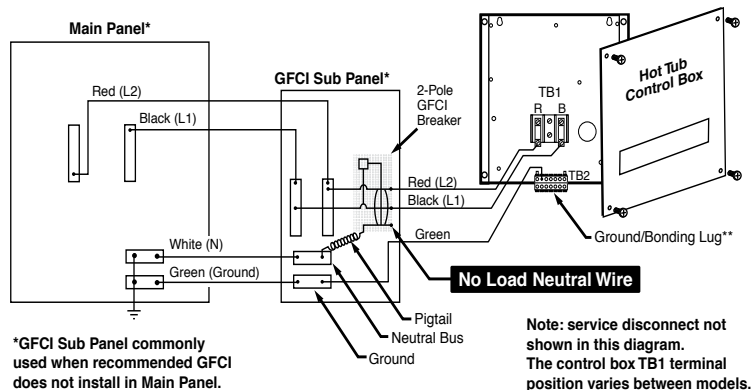 Main Panel*
GFCI Sub Panel*
2-Pole
GFCI
Breaker
Hot Tub
Control Box
TB1
R B
Red (L2)
Black (L1)
Red (L2)
Black (L1)
TB2
Green
Ground/Bonding Lug**
White (N)
Green (Ground)
No Load Neutral Wire
Pigtail
Neutral Bus
Ground
*GFCI Sub Panel commonly
used when recommended GFCI
does not install in Main Panel.
Note: service disconnect not
shown in this diagram.
The control box TB1 terminal
position varies between models.